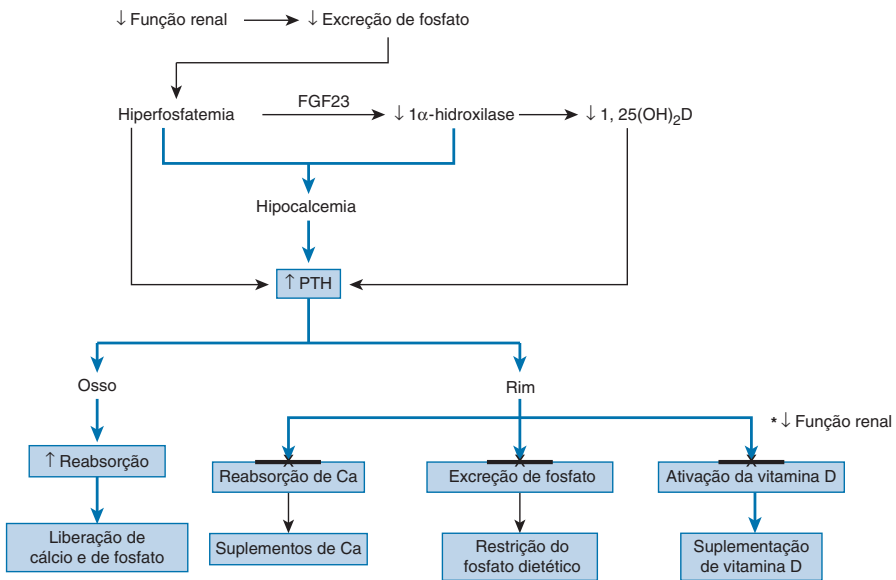 ↓ Função renal
↓ Excreção de fosfato
Hiperfosfatemia
FGF23
↓ 1α-hidroxilase
↓ 1, 25(OH)₂D
Hipocalcemia
↑ PTH
Osso
Rim
* ↓ Função renal
↑ Reabsorção
Reabsorção de Ca
Excreção de fosfato
Ativação da vitamina D
Liberação de
cálcio e de fosfato
Suplementos de Ca
Restrição do
fosfato dietético
Suplementação
de vitamina D